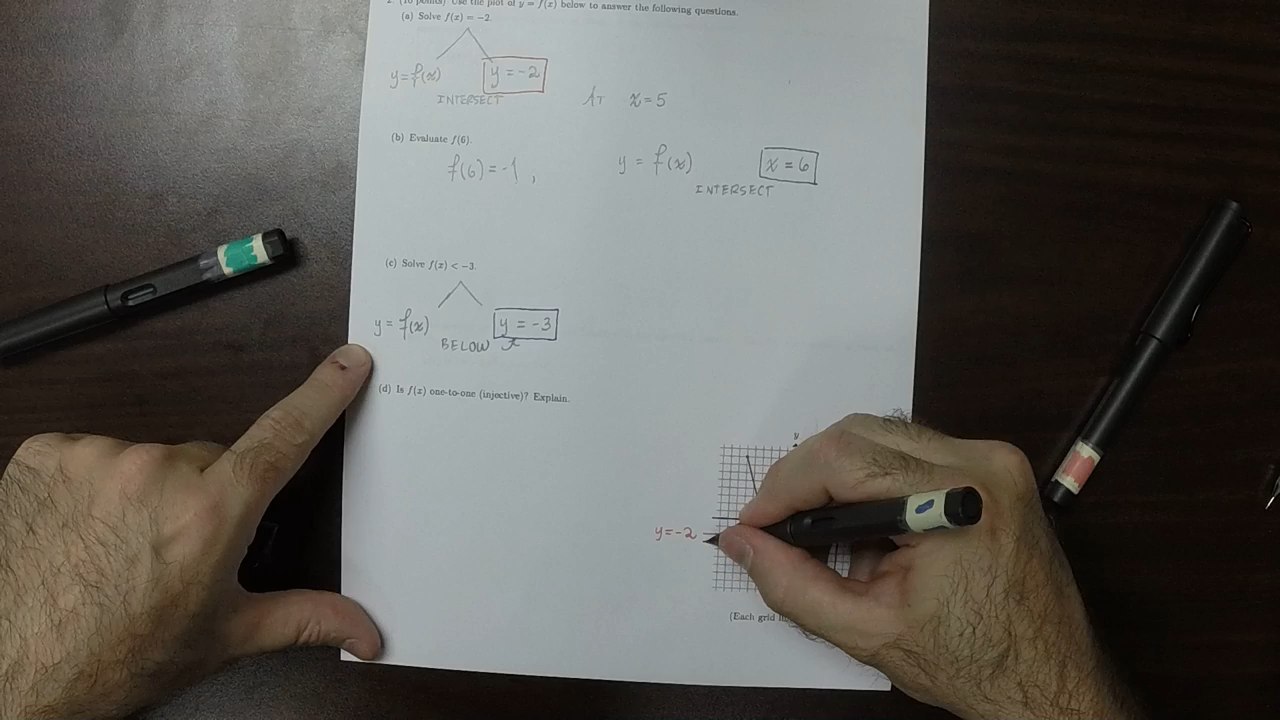 2. (10 points) Use the plot of y = f(x) below to answer the following questions.
(a) Solve f(x) = −2.
y = f(x) y = -2
INTERSECT
AT x = 5
(b) Evaluate f(6).
f(6) = -1 , y = f(x) x = 6
INTERSECT
(c) Solve f(x) < −3.
y = f(x) y = -3
BELOW
(d) Is f(x) one-to-one (injective)? Explain.
y
y = -2
(Each grid